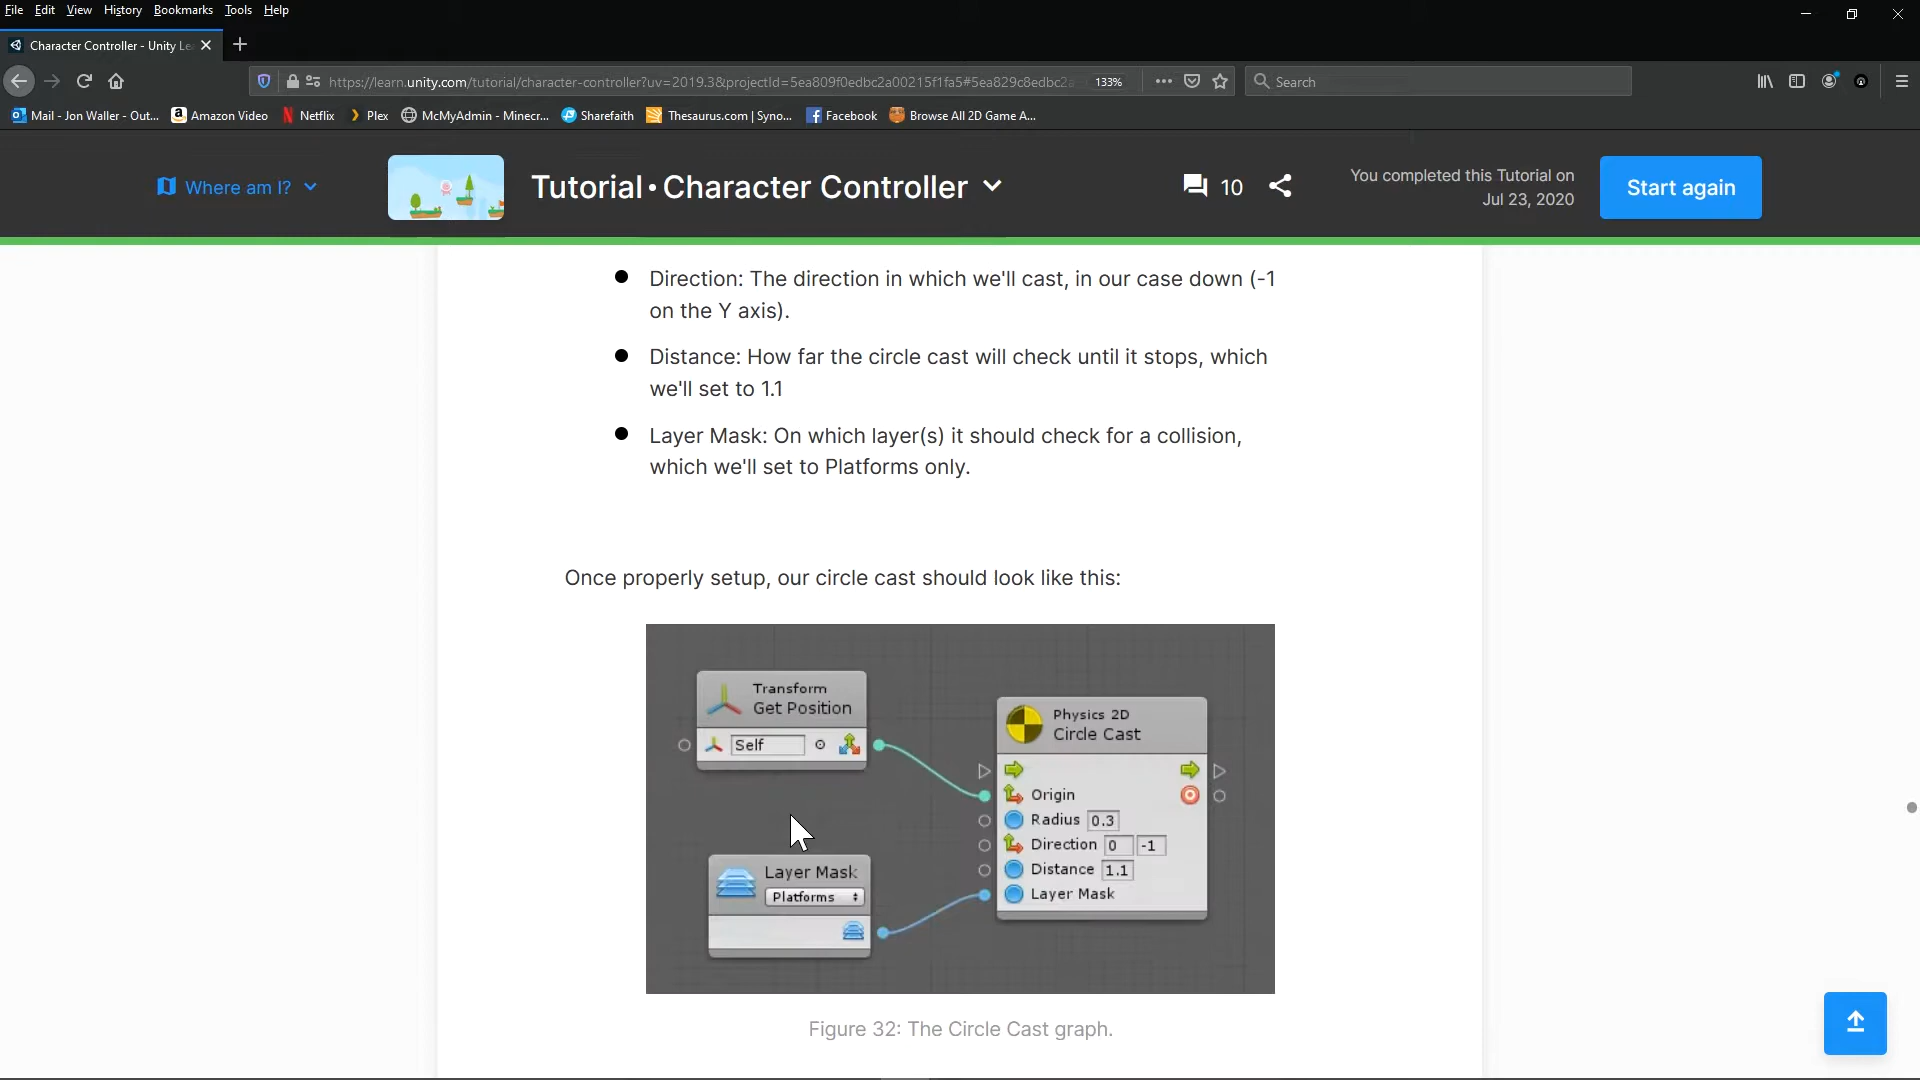 File Edit View History Bookmarks Tools Help
Character Controller - Unity Le
https://learn.unity.com/tutorial/character-controller?uv=2019.3&projectId=5ea809f0edbc2a00215f1fa5#5ea829c8edbc2a
133%
Search
Mail - Jon Waller - Out... Amazon Video Netflix Plex McMyAdmin - Minecr... Sharefaith Thesaurus.com | Syno... Facebook Browse All 2D Game A...
Where am I?
Tutorial • Character Controller
10
You completed this Tutorial on
Jul 23, 2020
Start again
Direction: The direction in which we'll cast, in our case down (-1
on the Y axis).
Distance: How far the circle cast will check until it stops, which
we'll set to 1.1
Layer Mask: On which layer(s) it should check for a collision,
which we'll set to Platforms only.
Once properly setup, our circle cast should look like this:
Transform
Get Position
Self
Layer Mask
Platforms
Physics 2D
Circle Cast
Origin
Radius 0.3
Direction 0 -1
Distance 1.1
Layer Mask
Figure 32: The Circle Cast graph.